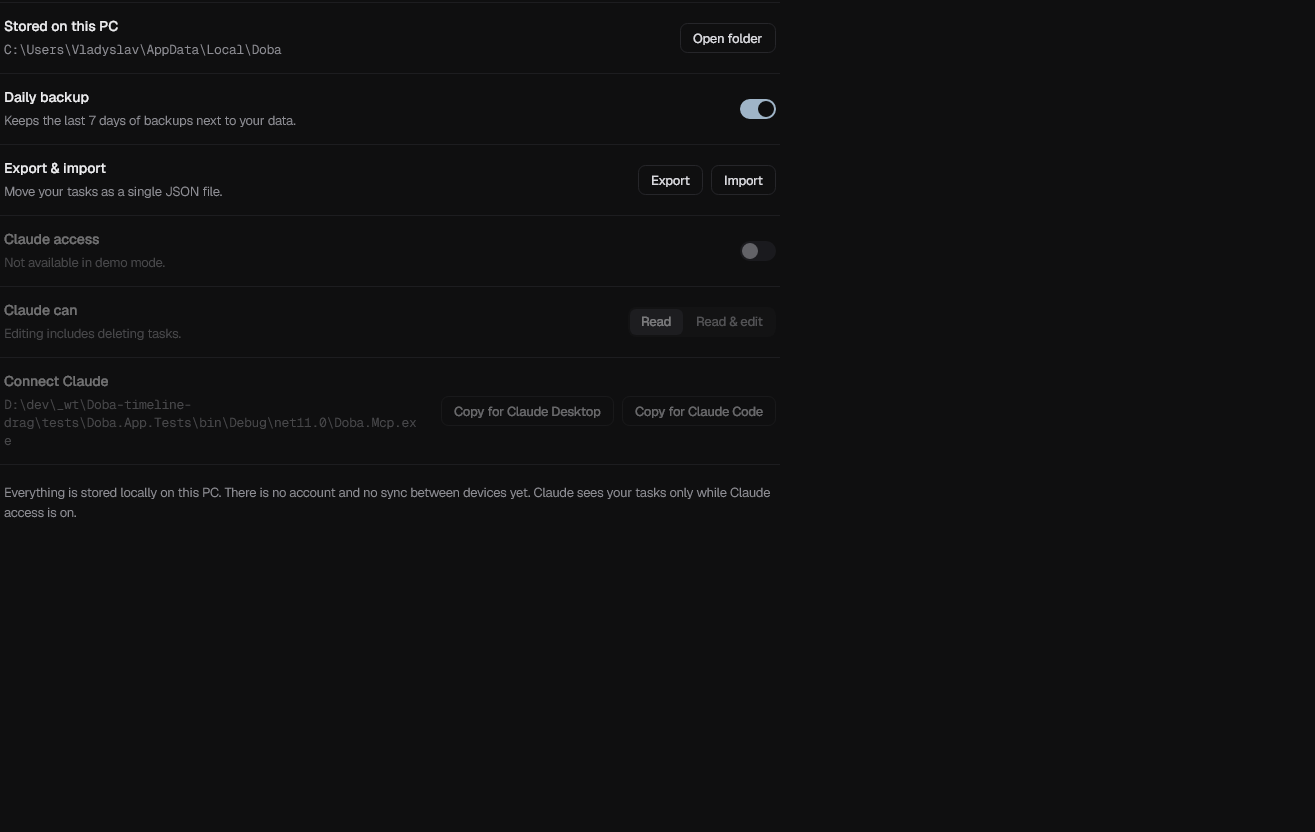 Stored on this PC
C:\Users\Vladyslav\AppData\Local\Doba
Open folder
Daily backup
Keeps the last 7 days of backups next to your data.
Export & import
Move your tasks as a single JSON file.
Export
Import
Claude access
Not available in demo mode.
Claude can
Editing includes deleting tasks.
Read
Read & edit
Connect Claude
D:\dev\_wt\Doba-timeline-
drag\tests\Doba.App.Tests\bin\Debug\net11.0\Doba.Mcp.ex
e
Copy for Claude Desktop
Copy for Claude Code
Everything is stored locally on this PC. There is no account and no sync between devices yet. Claude sees your tasks only while Claude
access is on.